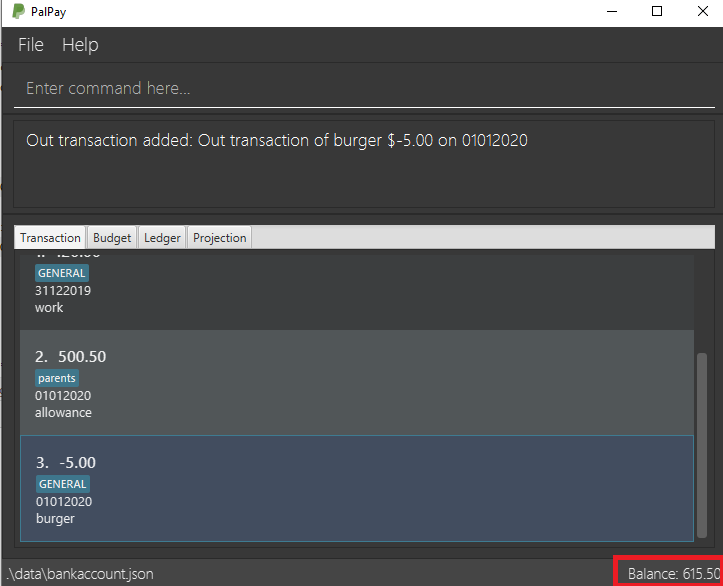 PalPay
File Help
Enter command here...
Out transaction added: Out transaction of burger $-5.00 on 01012020
Transaction Budget Ledger Projection
GENERAL
31122019
work
2. 500.50
parents
01012020
allowance
3. -5.00
GENERAL
01012020
burger
.\data\bankaccount.json
Balance: 615.50